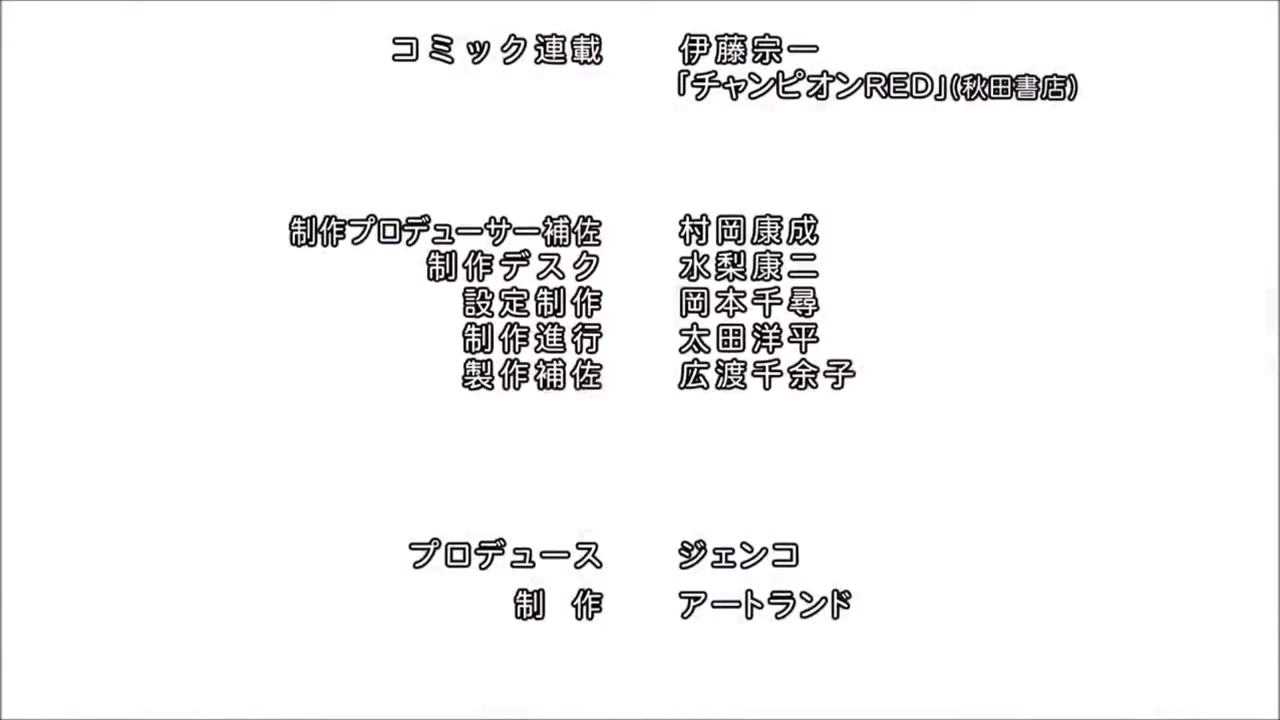 コミック連載 伊藤宗一
「チャンピオンRED」(秋田書店)
制作プロデューサー補佐 村岡康成
制作デスク 水梨康二
設定制作 岡本千尋
制作進行 太田洋平
製作補佐 広渡千余子
プロデュース ジェンコ
制 作 アートランド